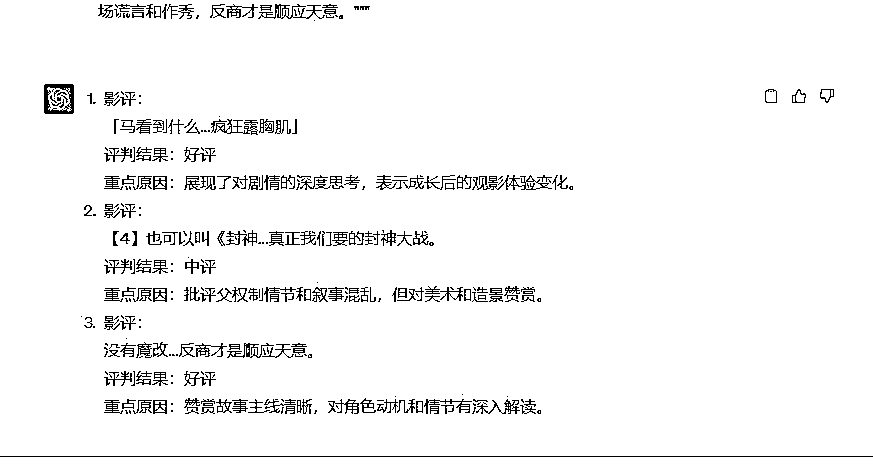 场谎言和作秀，反商才是顺应天意。"""
1. 影评：
「马看到什么...疯狂露胸肌」
评判结果：好评
重点原因：展现了对剧情的深度思考，表示成长后的观影体验变化。
2. 影评：
【4】也可以叫《封神...真正我们要的封神大战。
评判结果：中评
重点原因：批评父权制情节和叙事混乱，但对美术和造景赞赏。
3. 影评：
没有魔改...反商才是顺应天意。
评判结果：好评
重点原因：赞赏故事主线清晰，对角色动机和情节有深入解读。